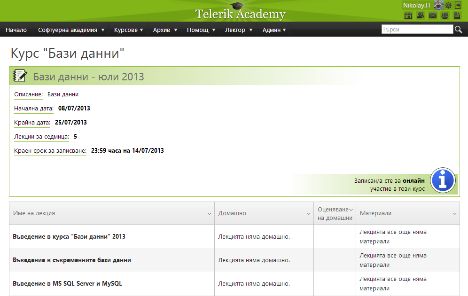 Telerik Academy
Nikolay.IT
Начало Софтуерна академия Курсове Архив Помощ Лектор Админ
Търси
Курс "Бази данни"
Бази данни - юли 2013
Описание: Бази данни
Начална дата: 08/07/2013
Крайна дата: 25/07/2013
Лекции за седмица: 5
Краен срок за записване: 23:59 часа на 14/07/2013
Записан/а сте за онлайн
участие в този курс
Име на лекция Домашно Оценяване на домашни Материали
Въведение в курса "Бази данни" 2013 Лекцията няма домашно. Лекцията все още няма материали
Въведение в съвременните бази данни Лекцията няма домашно. Лекцията все още няма материали
Въведение в MS SQL Server и MySQL Лекцията няма домашно. Лекцията все още няма материали